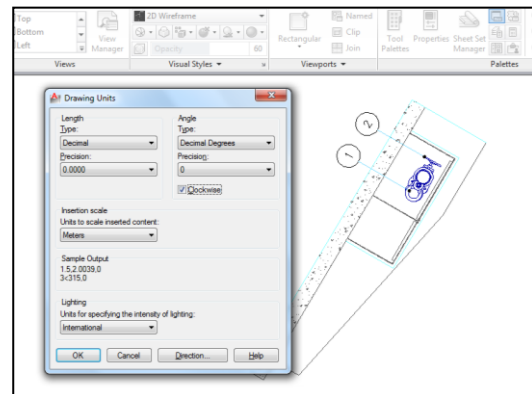 Top
Bottom
Left
View
Manager
Views
2D Wireframe
Opacity
60
Visual Styles
Rectangular
Named
Clip
Join
Viewports
Tool
Palettes
Properties
Sheet Set
Manager
Palettes
Drawing Units
Length
Type:
Decimal
Precision:
0.0000
Angle
Type:
Decimal Degrees
Precision:
0
Clockwise
Insertion scale
Units to scale inserted content:
Meters
Sample Output
1.5,2.0039,0
3<315,0
Lighting
Units for specifying the intensity of lighting:
International
OK
Cancel
Direction...
Help
1
2